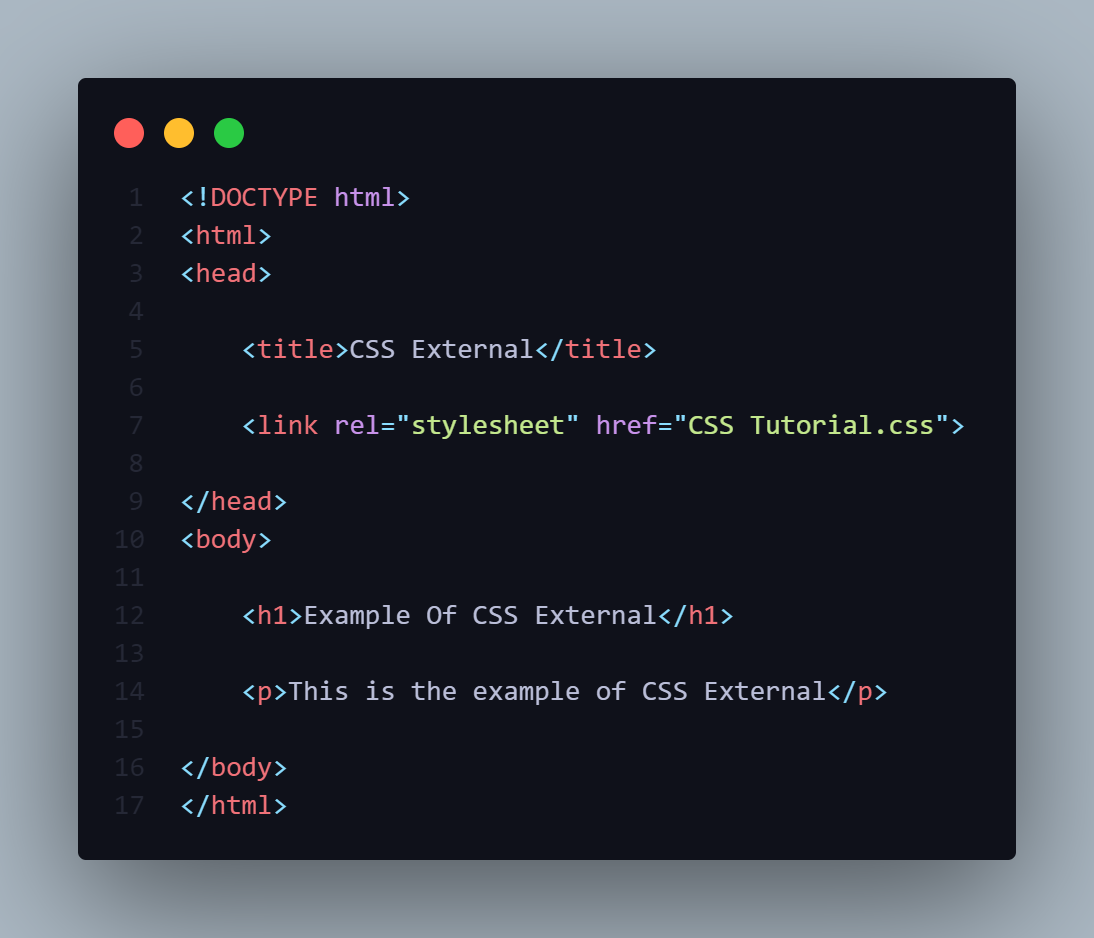 1 <!DOCTYPE html>
2 <html>
3 <head>
4
5     <title>CSS External</title>
6
7     <link rel="stylesheet" href="CSS Tutorial.css">
8
9 </head>
10 <body>
11
12     <h1>Example Of CSS External</h1>
13
14     <p>This is the example of CSS External</p>
15
16 </body>
17 </html>